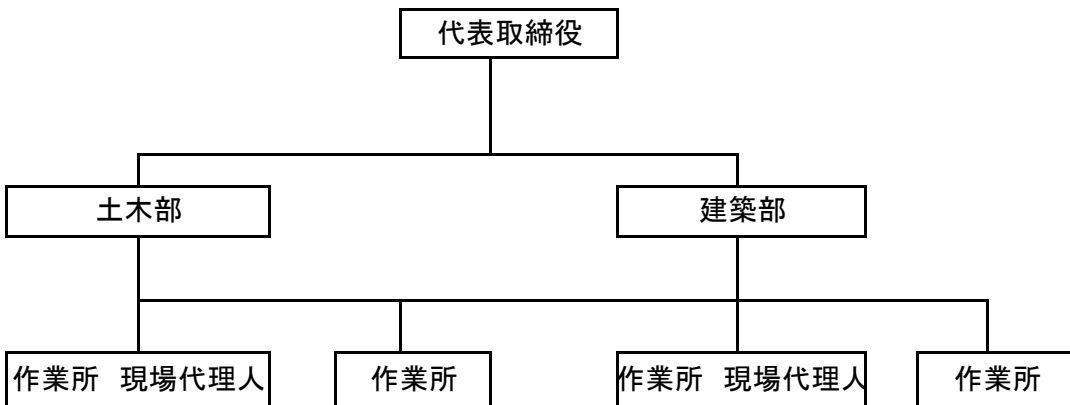 代表取締役
土木部
建築部
作業所 現場代理人
作業所
作業所 現場代理人
作業所